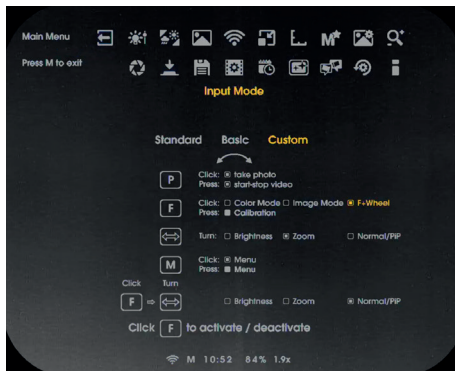 Main Menu
Press M to exit
Input Mode
Standard Basic Custom
P Click: take photo
Press: start-stop video
F Click: Color Mode Image Mode F+Wheel
Press: Calibration
Turn: Brightness Zoom Normal/PiP
M Click: Menu
Press: Menu
Click Turn
F Brightness Zoom Normal/PiP
Click F to activate / deactivate
M 10:52 84% 1.9x